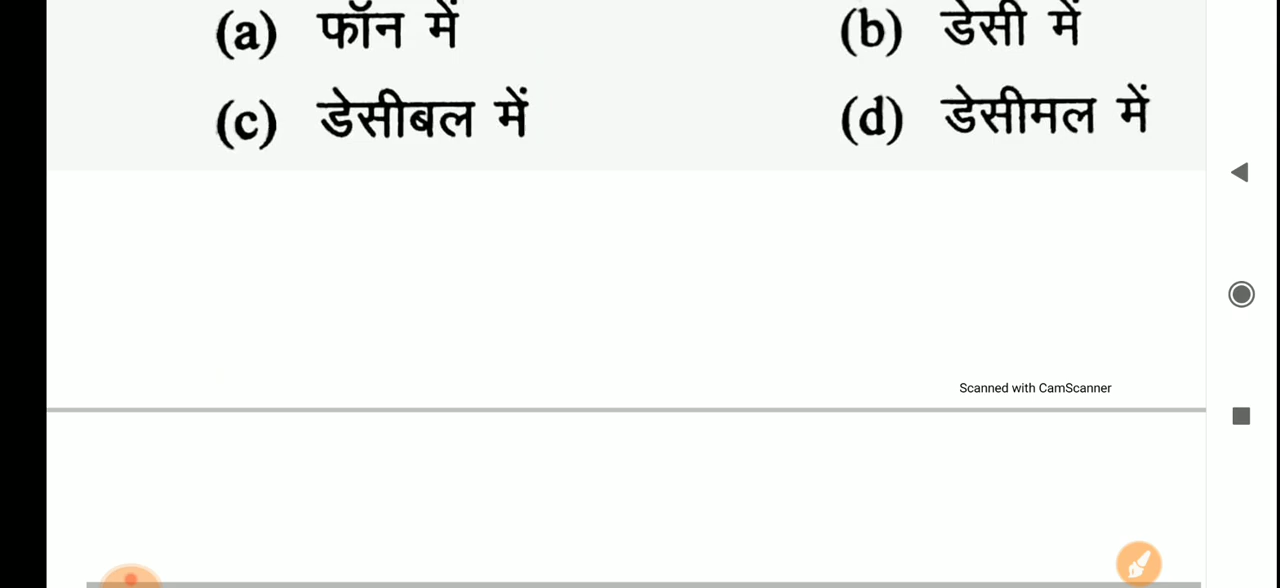 (a) फॉन में (b) डेसी में
(c) डेसीबल में (d) डेसीमल में
Scanned with CamScanner